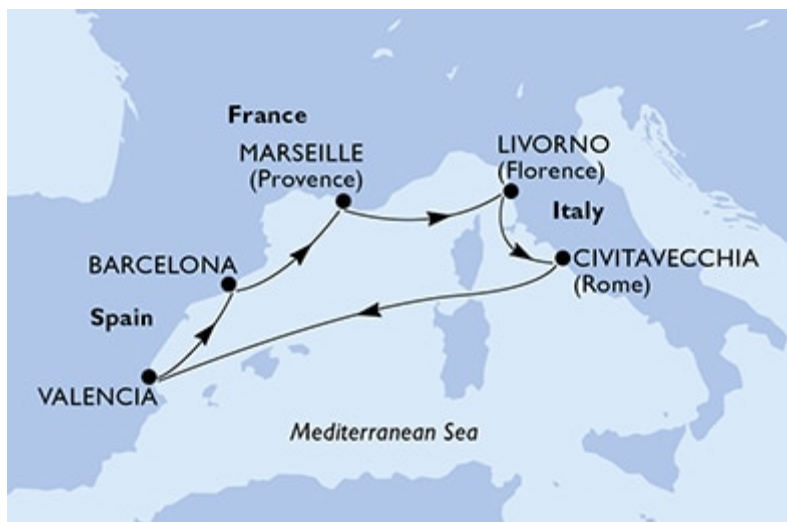 France
MARSEILLE
(Provence)
LIVORNO
(Florence)
Italy
BARCELONA
CIVITAVECCHIA
(Rome)
Spain
VALENCIA
Mediterranean Sea